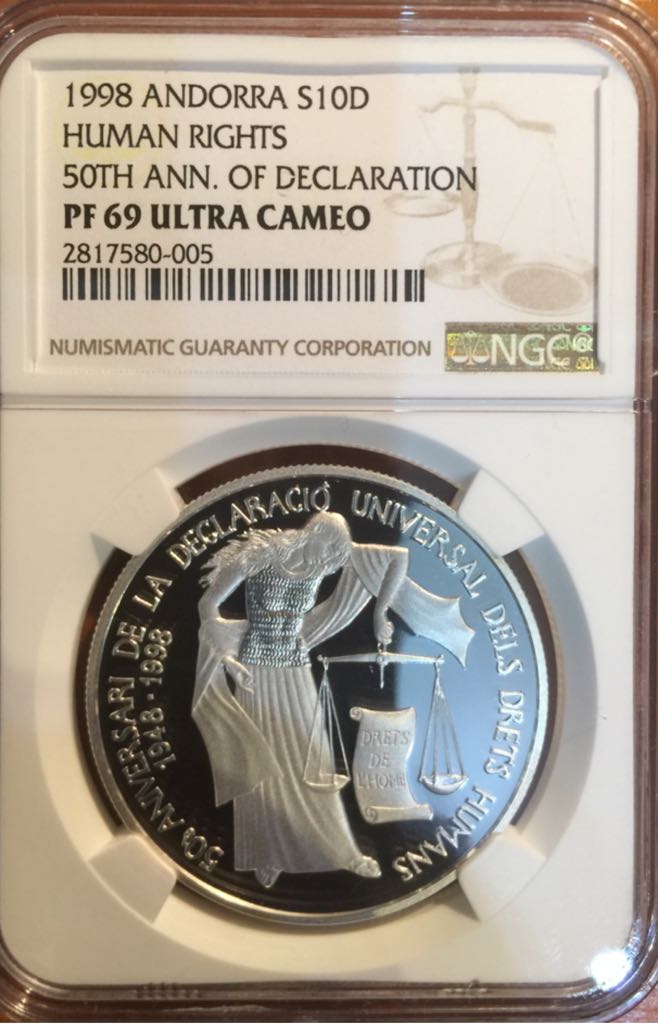 1998 ANDORRA S10D
HUMAN RIGHTS
50TH ANN. OF DECLARATION
PF 69 ULTRA CAMEO
2817580-005
NUMISMATIC GUARANTY CORPORATION
NGC
50è ANIVERSARI DE LA DECLARACIÓ UNIVERSAL DELS DRETS HUMANS
1948-1998
DRETS
DE
L'HOME